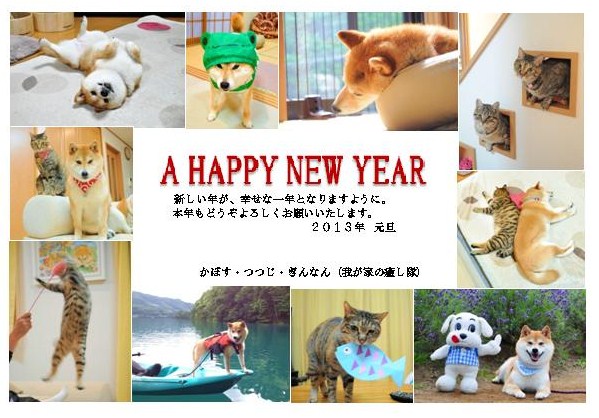 A HAPPY NEW YEAR
新しい年が、幸せな一年となりますように。
本年もどうぞよろしくお願いいたします。
２０１３年　元旦
かぼす・つつじ・ぎんなん（我が家の癒し隊）